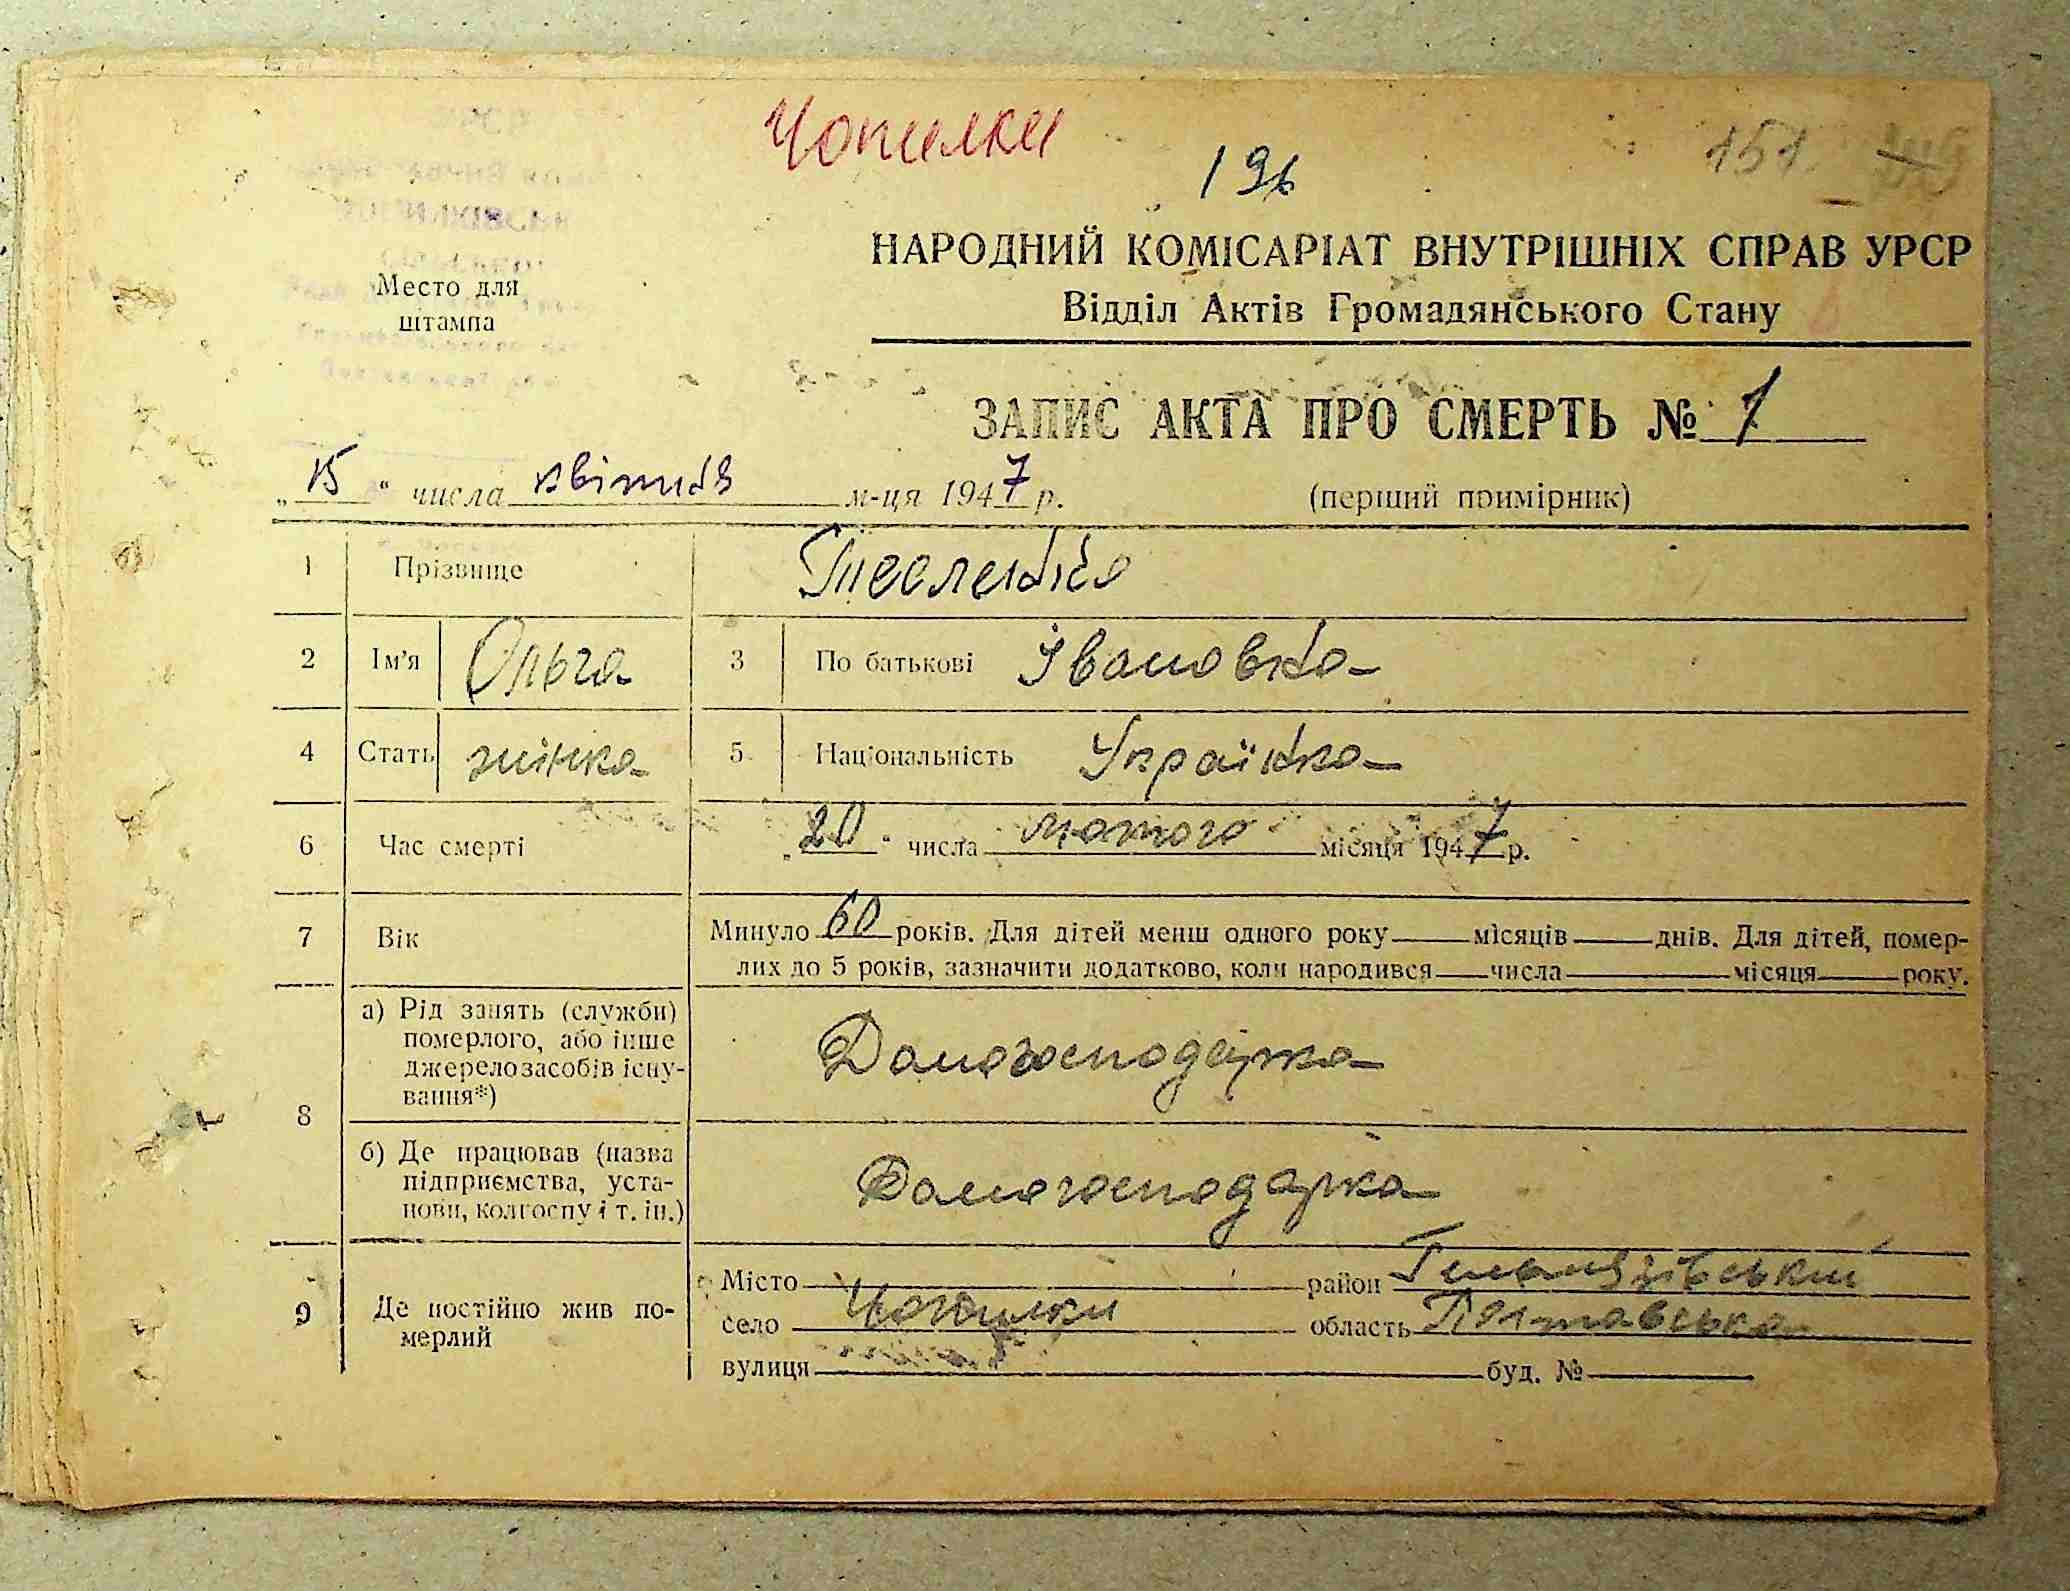 Чопилки
196
151
НАРОДНИЙ КОМІСАРІАТ ВНУТРІШНІХ СПРАВ УРСР
Відділ Актів Громадянського Стану
Место для
штампа
ЗАПИС АКТА ПРО СМЕРТЬ № 1
„15“ числа квітня м-ця 1947 р.
(перший примірник)
1 Прізвище Тесленко
2 Ім'я Ольга 3 По батькові Івановка
4 Стать жінка 5 Національність Українка
6 Час смерті „20“ числа лютого місяця 1947 р.
7 Вік Минуло 60 років. Для дітей менш одного року місяців днів. Для дітей, помер-
лих до 5 років, зазначити додатково, коли народився числа місяця року.
8 а) Рід занять (служби)
померлого, або інше
джерело засобів існу-
вання*)
Домогосподарка
б) Де працював (назва
підприємства, уста-
нови, колгоспу і т. ін.)
Домогосподарка
9 Де постійно жив по-
мерлий
Місто район Гельмязівський
село Чопилки область Полтавська
вулиця буд. №